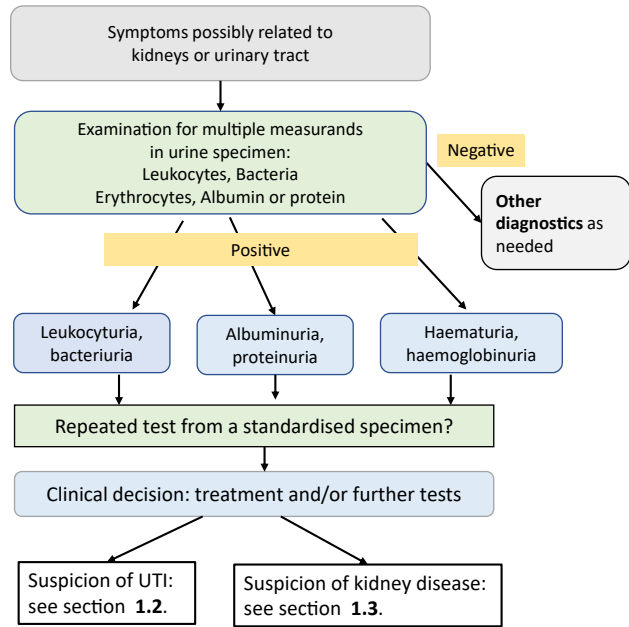 Symptoms possibly related to
kidneys or urinary tract
Examination for multiple measurands
in urine specimen:
Leukocytes, Bacteria
Erythrocytes, Albumin or protein
Negative
Other
diagnostics as
needed
Positive
Leukocyturia,
bacteriuria
Albuminuria,
proteinuria
Haematuria,
haemoglobinuria
Repeated test from a standardised specimen?
Clinical decision: treatment and/or further tests
Suspicion of UTI:
see section 1.2.
Suspicion of kidney disease:
see section 1.3.